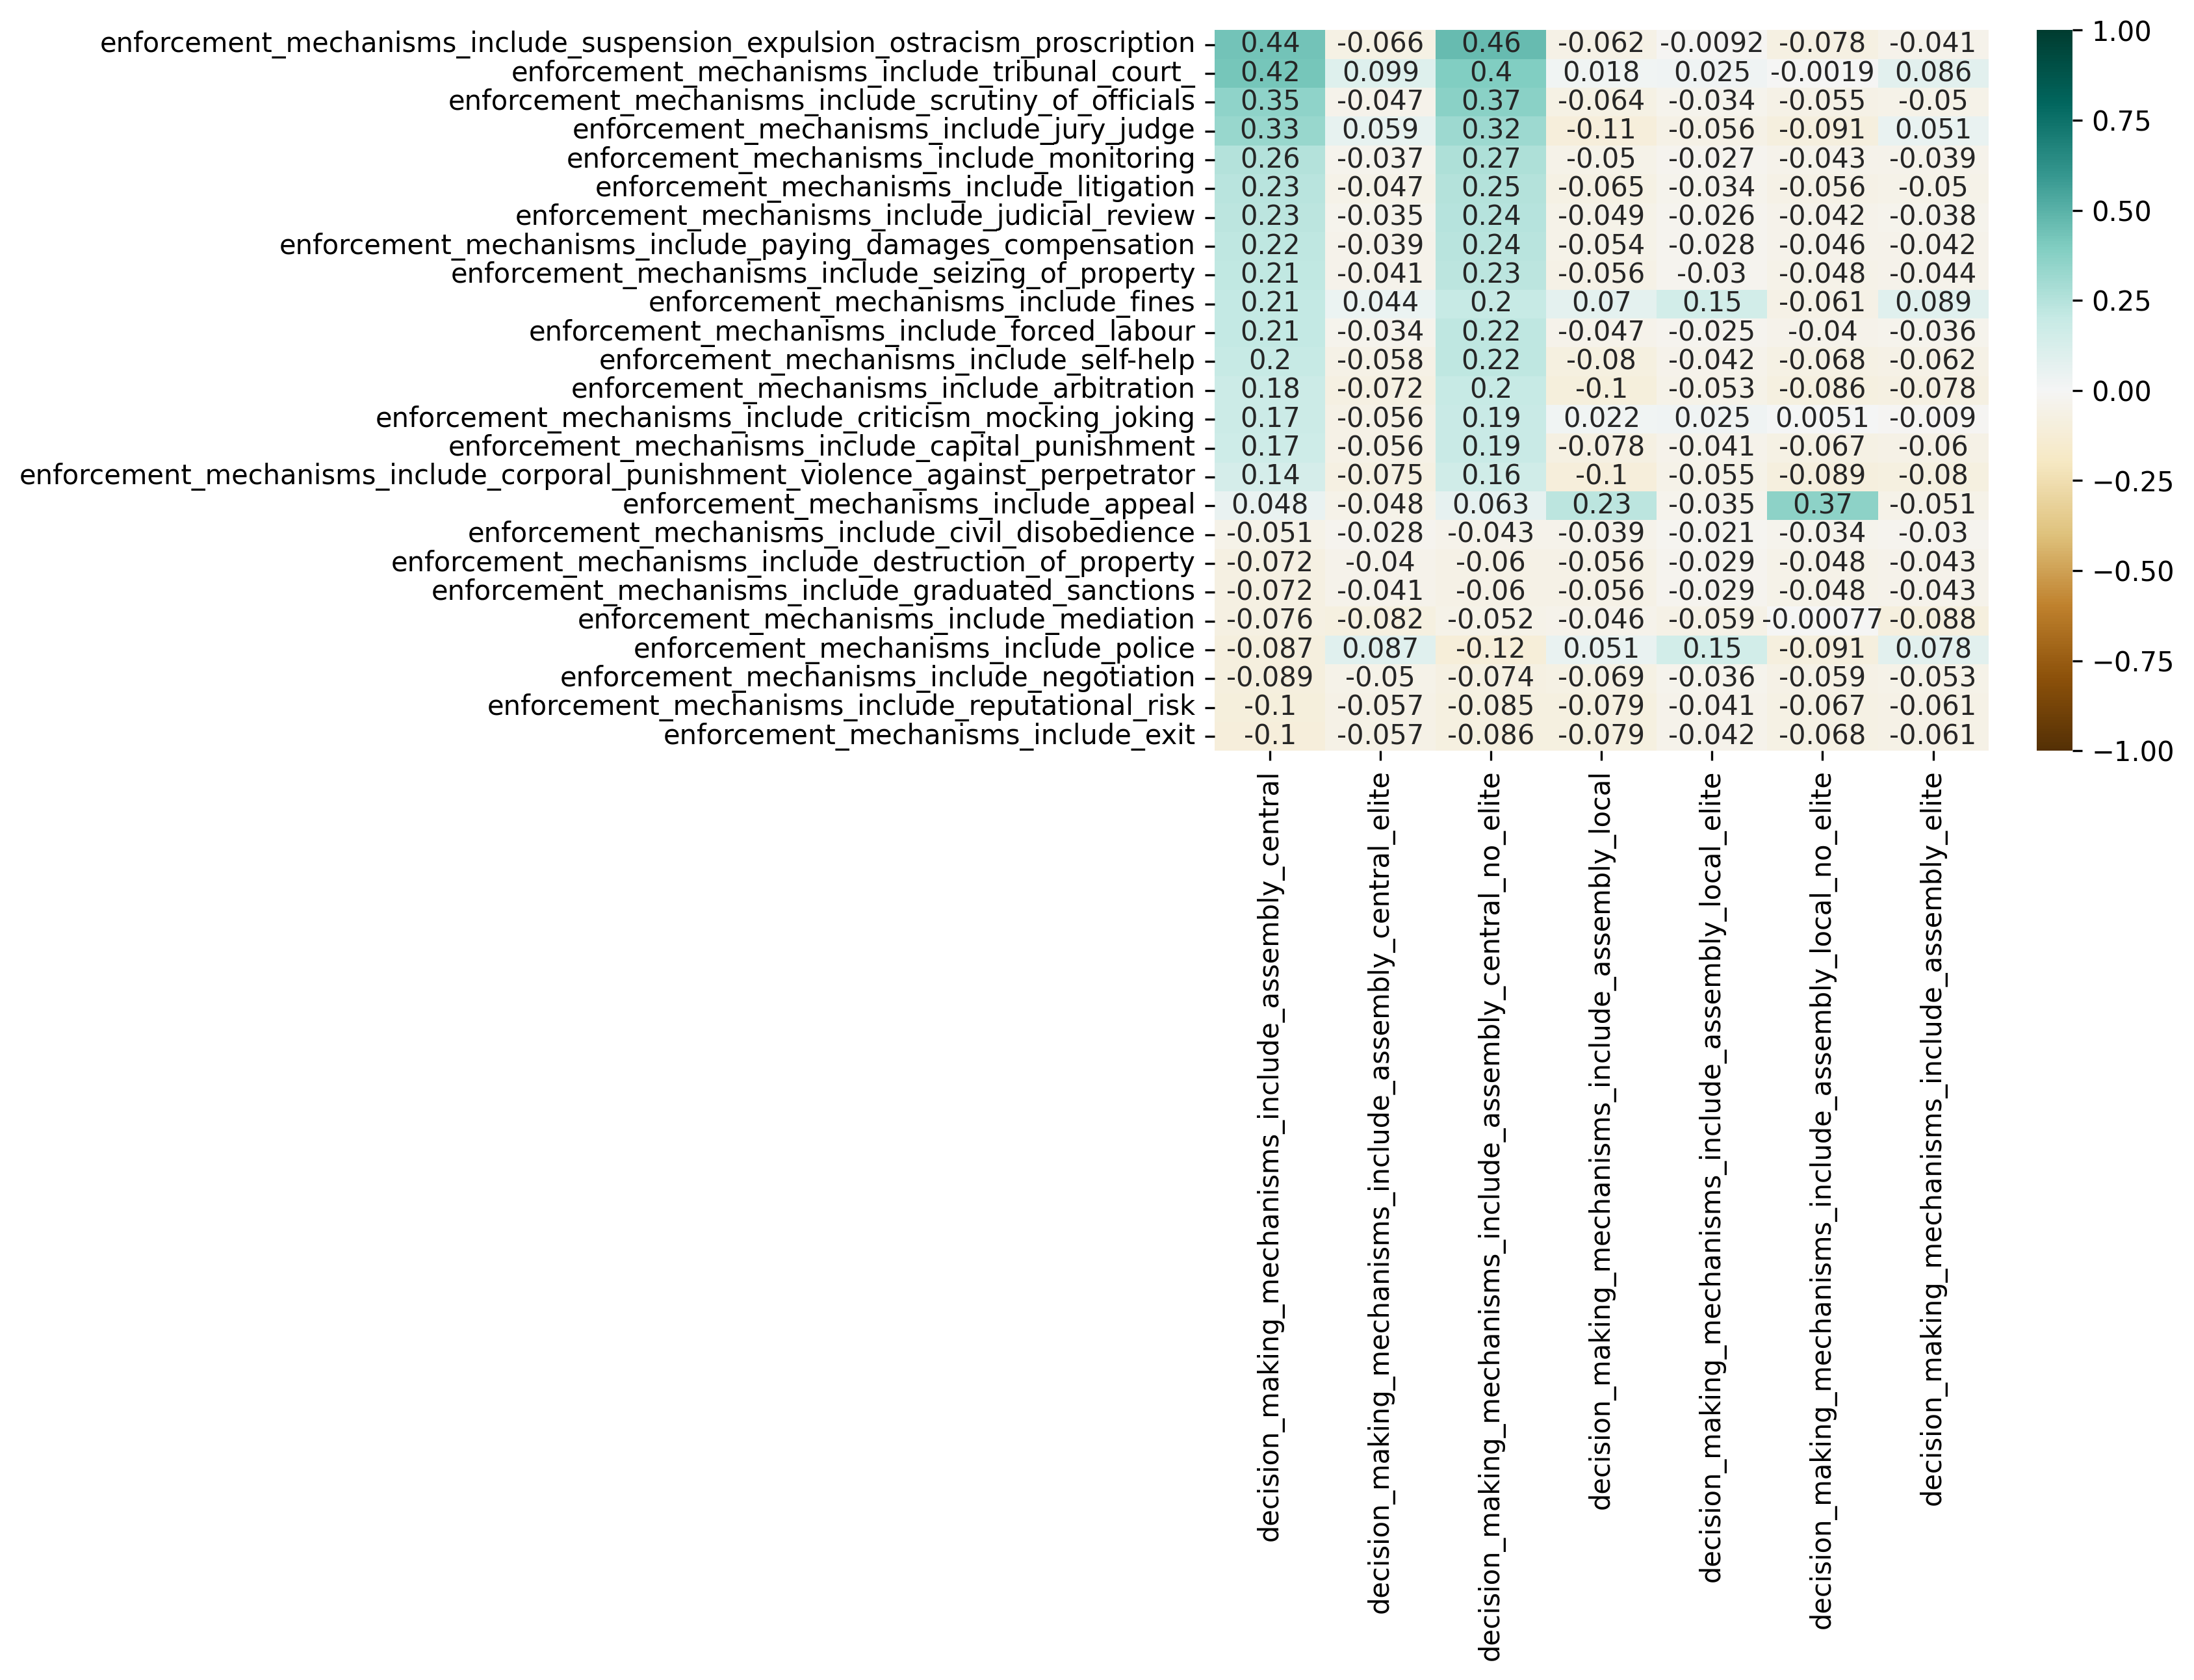 enforcement_mechanisms_include_suspension_expulsion_ostracism_proscription 0.44 -0.066 0.46 -0.062 -0.0092 -0.078 -0.041
enforcement_mechanisms_include_tribunal_court_ 0.42 0.099 0.4 0.018 0.025 -0.0019 0.086
enforcement_mechanisms_include_scrutiny_of_officials 0.35 -0.047 0.37 -0.064 -0.034 -0.055 -0.05
enforcement_mechanisms_include_jury_judge 0.33 0.059 0.32 -0.11 -0.056 -0.091 0.051
enforcement_mechanisms_include_monitoring 0.26 -0.037 0.27 -0.05 -0.027 -0.043 -0.039
enforcement_mechanisms_include_litigation 0.23 -0.047 0.25 -0.065 -0.034 -0.056 -0.05
enforcement_mechanisms_include_judicial_review 0.23 -0.035 0.24 -0.049 -0.026 -0.042 -0.038
enforcement_mechanisms_include_paying_damages_compensation 0.22 -0.039 0.24 -0.054 -0.028 -0.046 -0.042
enforcement_mechanisms_include_seizing_of_property 0.21 -0.041 0.23 -0.056 -0.03 -0.048 -0.044
enforcement_mechanisms_include_fines 0.21 0.044 0.2 0.07 0.15 -0.061 0.089
enforcement_mechanisms_include_forced_labour 0.21 -0.034 0.22 -0.047 -0.025 -0.04 -0.036
enforcement_mechanisms_include_self-help 0.2 -0.058 0.22 -0.08 -0.042 -0.068 -0.062
enforcement_mechanisms_include_arbitration 0.18 -0.072 0.2 -0.1 -0.053 -0.086 -0.078
enforcement_mechanisms_include_criticism_mocking_joking 0.17 -0.056 0.19 0.022 0.025 0.0051 -0.009
enforcement_mechanisms_include_capital_punishment 0.17 -0.056 0.19 -0.078 -0.041 -0.067 -0.06
enforcement_mechanisms_include_corporal_punishment_violence_against_perpetrator 0.14 -0.075 0.16 -0.1 -0.055 -0.089 -0.08
enforcement_mechanisms_include_appeal 0.048 -0.048 0.063 0.23 -0.035 0.37 -0.051
enforcement_mechanisms_include_civil_disobedience -0.051 -0.028 -0.043 -0.039 -0.021 -0.034 -0.03
enforcement_mechanisms_include_destruction_of_property -0.072 -0.04 -0.06 -0.056 -0.029 -0.048 -0.043
enforcement_mechanisms_include_graduated_sanctions -0.072 -0.041 -0.06 -0.056 -0.029 -0.048 -0.043
enforcement_mechanisms_include_mediation -0.076 -0.082 -0.052 -0.046 -0.059 -0.00077 -0.088
enforcement_mechanisms_include_police -0.087 0.087 -0.12 0.051 0.15 -0.091 0.078
enforcement_mechanisms_include_negotiation -0.089 -0.05 -0.074 -0.069 -0.036 -0.059 -0.053
enforcement_mechanisms_include_reputational_risk -0.1 -0.057 -0.085 -0.079 -0.041 -0.067 -0.061
enforcement_mechanisms_include_exit -0.1 -0.057 -0.086 -0.079 -0.042 -0.068 -0.061
decision_making_mechanisms_include_assembly_central
decision_making_mechanisms_include_assembly_central_elite
decision_making_mechanisms_include_assembly_central_no_elite
decision_making_mechanisms_include_assembly_local
decision_making_mechanisms_include_assembly_local_elite
decision_making_mechanisms_include_assembly_local_no_elite
decision_making_mechanisms_include_assembly_elite
1.00
0.75
0.50
0.25
0.00
−0.25
−0.50
−0.75
−1.00